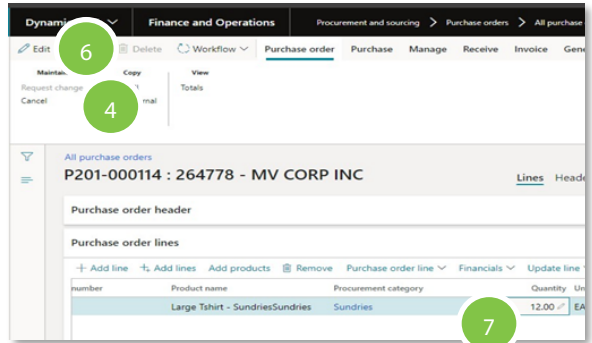 Dynam Finance and Operations Procurement and sourcing > Purchase orders > All purchase
Edit 6 Delete Workflow Purchase order Purchase Manage Receive Invoice Gene
Maintain Copy View
Request change Totals
Cancel 4 rnal
All purchase orders
P201-000114 : 264778 - MV CORP INC Lines Heade
Purchase order header
Purchase order lines
+ Add line Add lines Add products Remove Purchase order line Financials Update line
number Product name Procurement category Quantity Un
Large Tshirt - SundriesSundries Sundries 12.00 EA
7